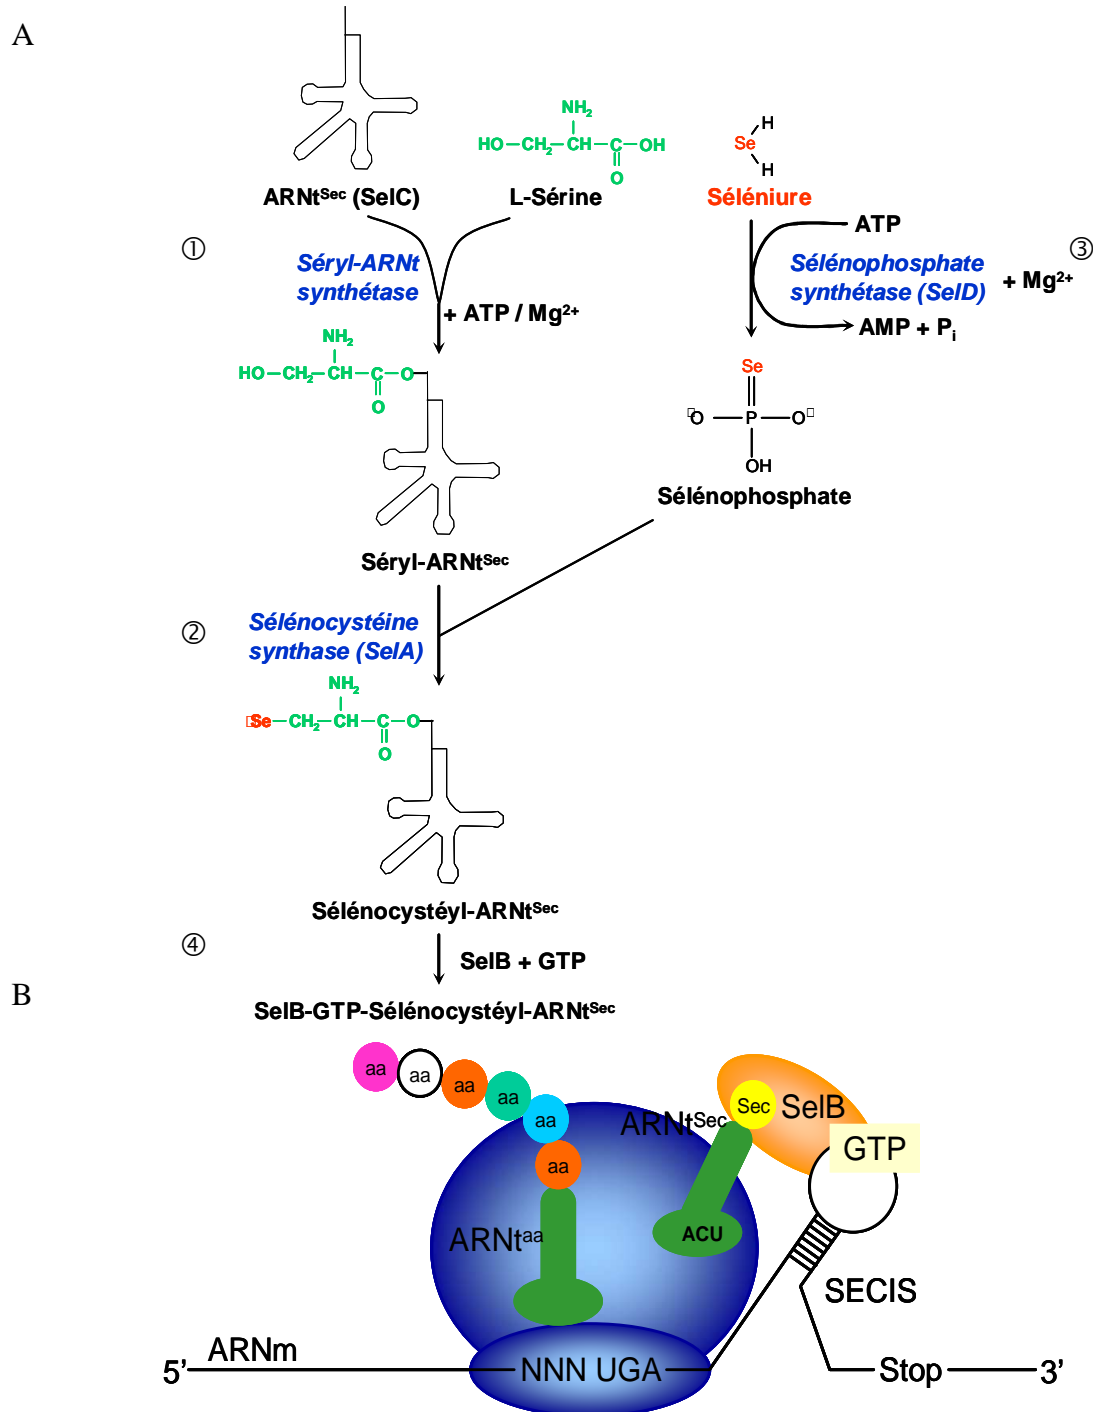 A
NH₂
HO–CH₂–CH–C–OH
O
H
Se
H
ARNtSec (SelC)
L-Sérine
Séléniure
①
Séryl-ARNt
synthétase
+ ATP / Mg²⁺
ATP
Sélénophosphate
synthétase (SelD)
+ Mg²⁺
③
AMP + Pi
NH₂
HO–CH₂–CH–C–O
O
Se
O–P–O
OH
Sélénophosphate
Séryl-ARNtSec
②
Sélénocystéine
synthase (SelA)
NH₂
Se–CH₂–CH–C–O
O
Sélénocystéyl-ARNtSec
④
SelB + GTP
B
SelB-GTP-Sélénocystéyl-ARNtSec
aa
aa
aa
aa
aa
aa
ARNtSec
Sec
SelB
GTP
ARNtaa
ACU
SECIS
5’
ARNm
NNN UGA
Stop
3’